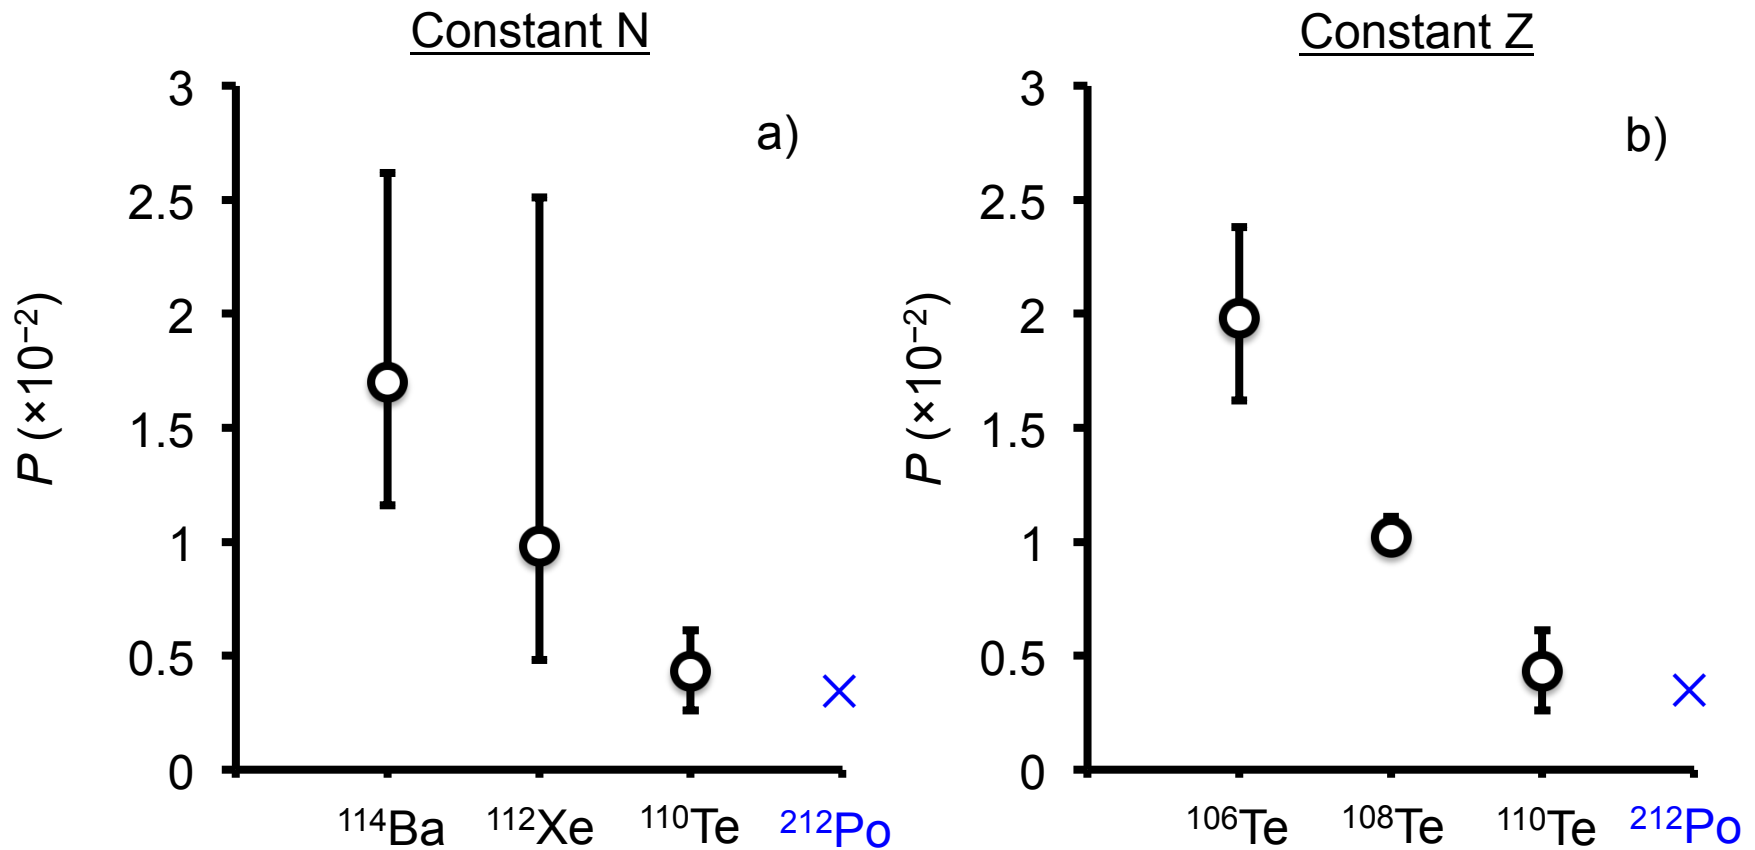 Constant N
a)
3
2.5
2
1.5
1
0.5
0
P (×10⁻²)
¹¹⁴Ba ¹¹²Xe ¹¹⁰Te ²¹²Po
Constant Z
b)
3
2.5
2
1.5
1
0.5
0
P (×10⁻²)
¹⁰⁶Te ¹⁰⁸Te ¹¹⁰Te ²¹²Po